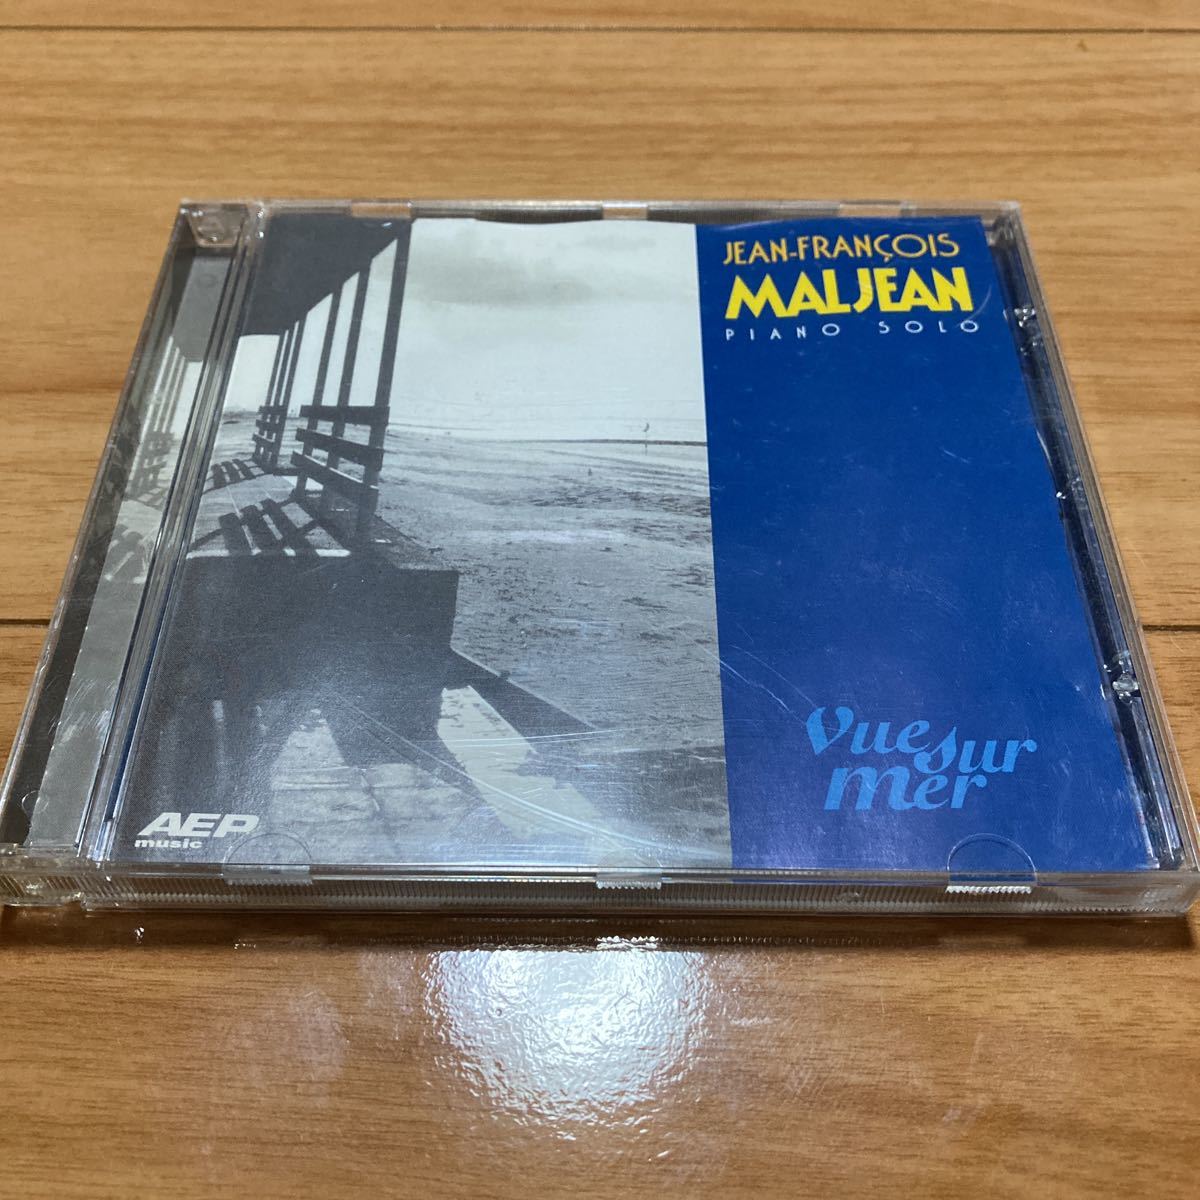 JEAN-FRANÇOIS
MALJEAN
PIANO SOLO
Vue sur
mer
AEP
music